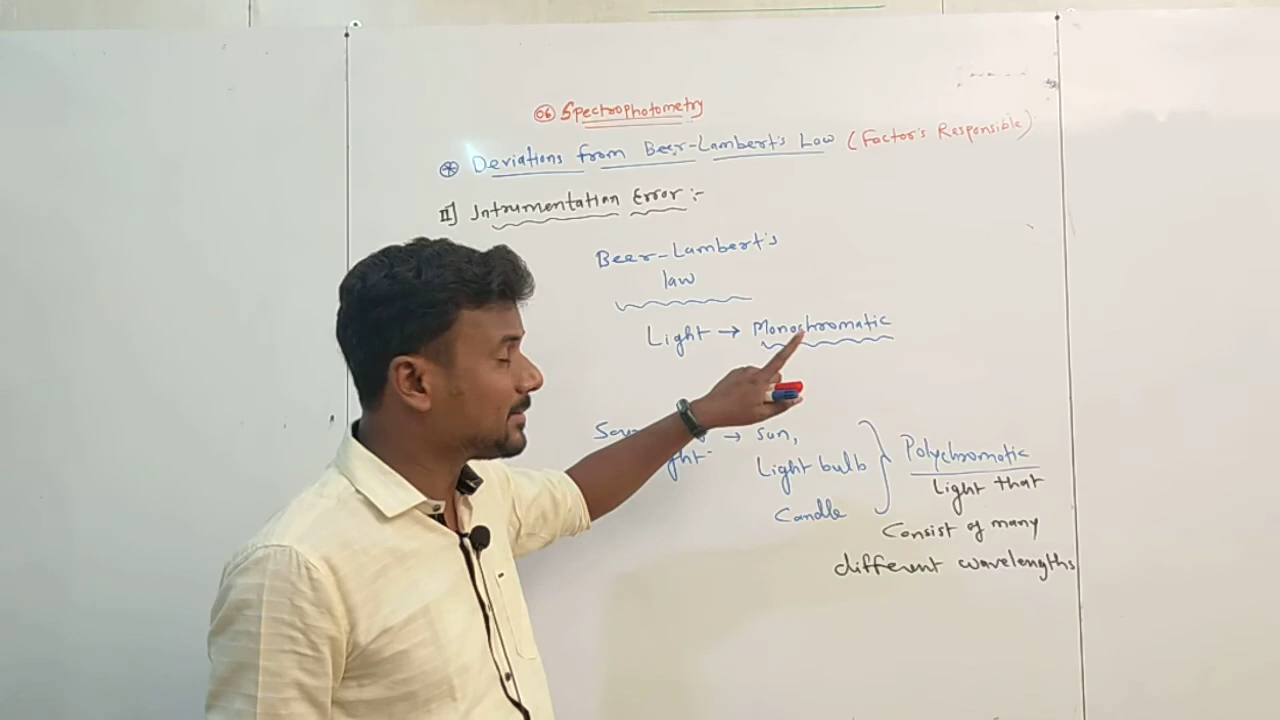 06 Spectrophotometry
* Deviations from Beer-Lambert's Law (Factor's Responsible)
II] Intrumentation Error :-
Beer-Lambert's
law
Light → Monochromatic
→ Sun,
Light bulb
Candle
Polychromatic
Light that
Consist of many
different wavelengths